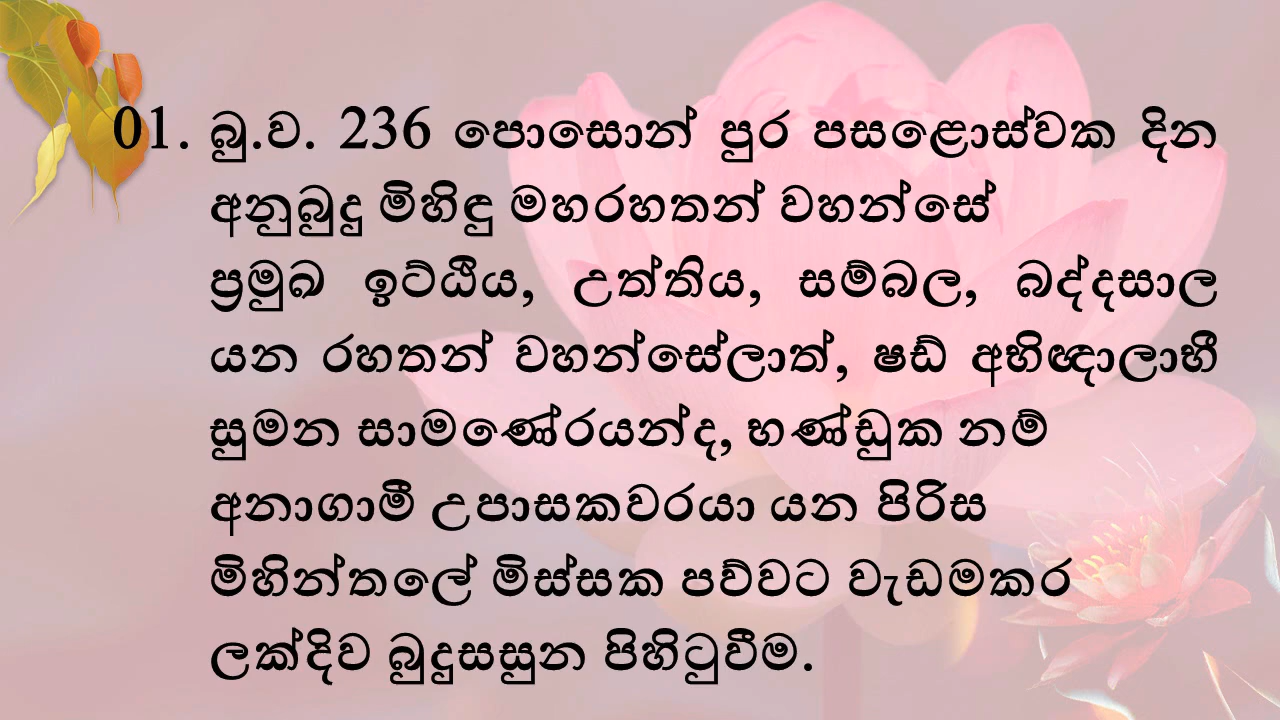 01. බු.ව. 236 පොසොන් පුර පසළොස්වක දින
අනුබුදු මිහිඳු මහරහතන් වහන්සේ
ප්‍රමුඛ ඉට්ඨිය, උත්තිය, සම්බල, බද්දසාල
යන රහතන් වහන්සේලාත්, ෂඩ් අභිඥාලාභී
සුමන සාමණේරයන්ද, භණ්ඩුක නම්
අනාගාමී උපාසකවරයා යන පිරිස
මිහින්තලේ මිස්සක පව්වට වැඩමකර
ලක්දිව බුදුසසුන පිහිටුවීම.